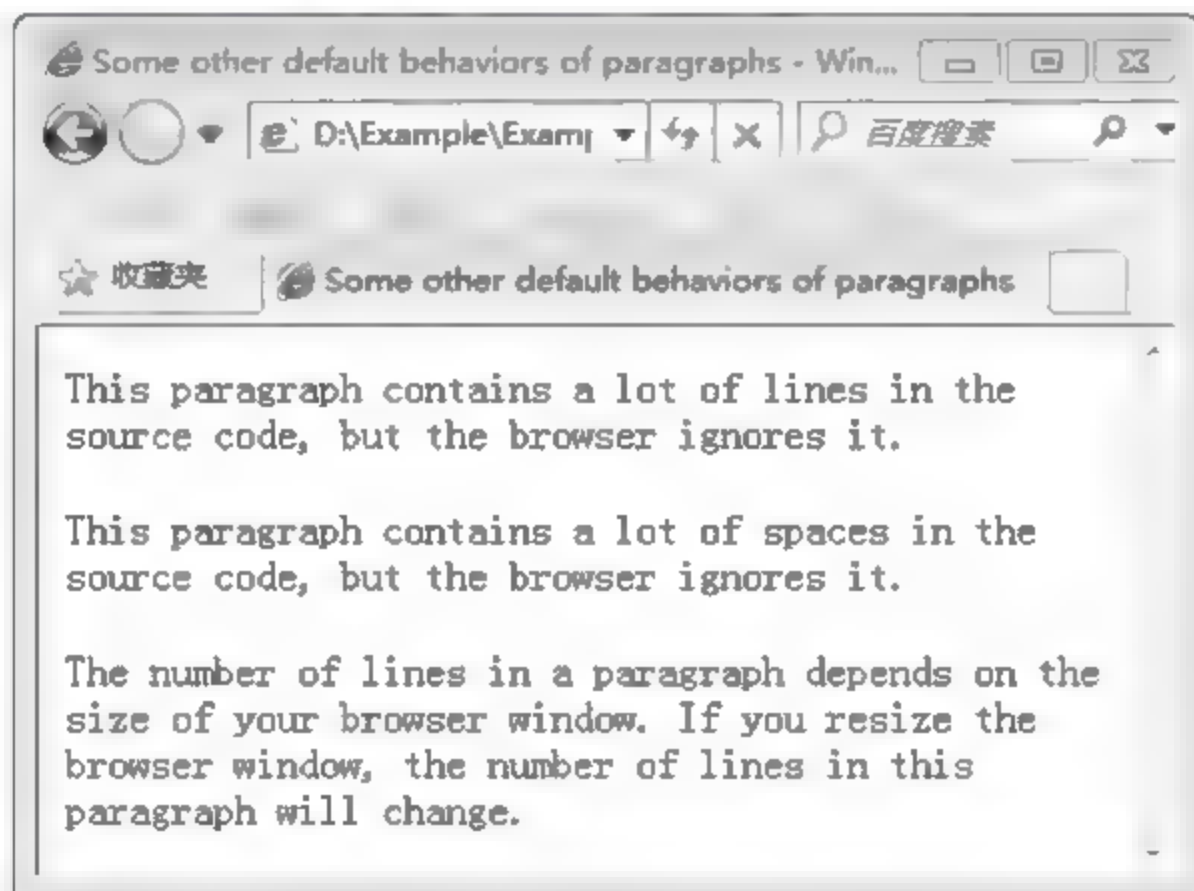 Some other default behaviors of paragraphs - Win...
D:\Example\Examp 百度搜索
收藏夹 Some other default behaviors of paragraphs
This paragraph contains a lot of lines in the
source code, but the browser ignores it.
This paragraph contains a lot of spaces in the
source code, but the browser ignores it.
The number of lines in a paragraph depends on the
size of your browser window. If you resize the
browser window, the number of lines in this
paragraph will change.